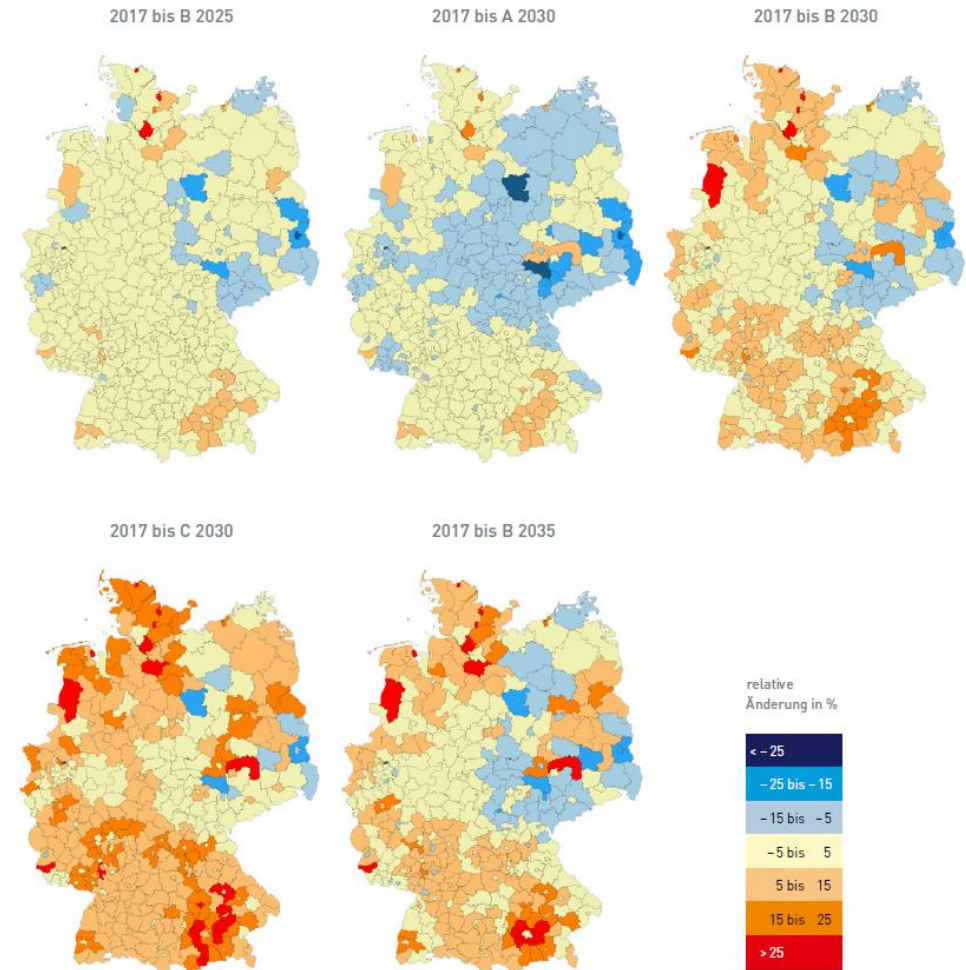 2017 bis B 2025
2017 bis A 2030
2017 bis B 2030
2017 bis C 2030
2017 bis B 2035
relative
Änderung in %
< – 25
– 25 bis – 15
– 15 bis – 5
– 5 bis 5
5 bis 15
15 bis 25
> 25